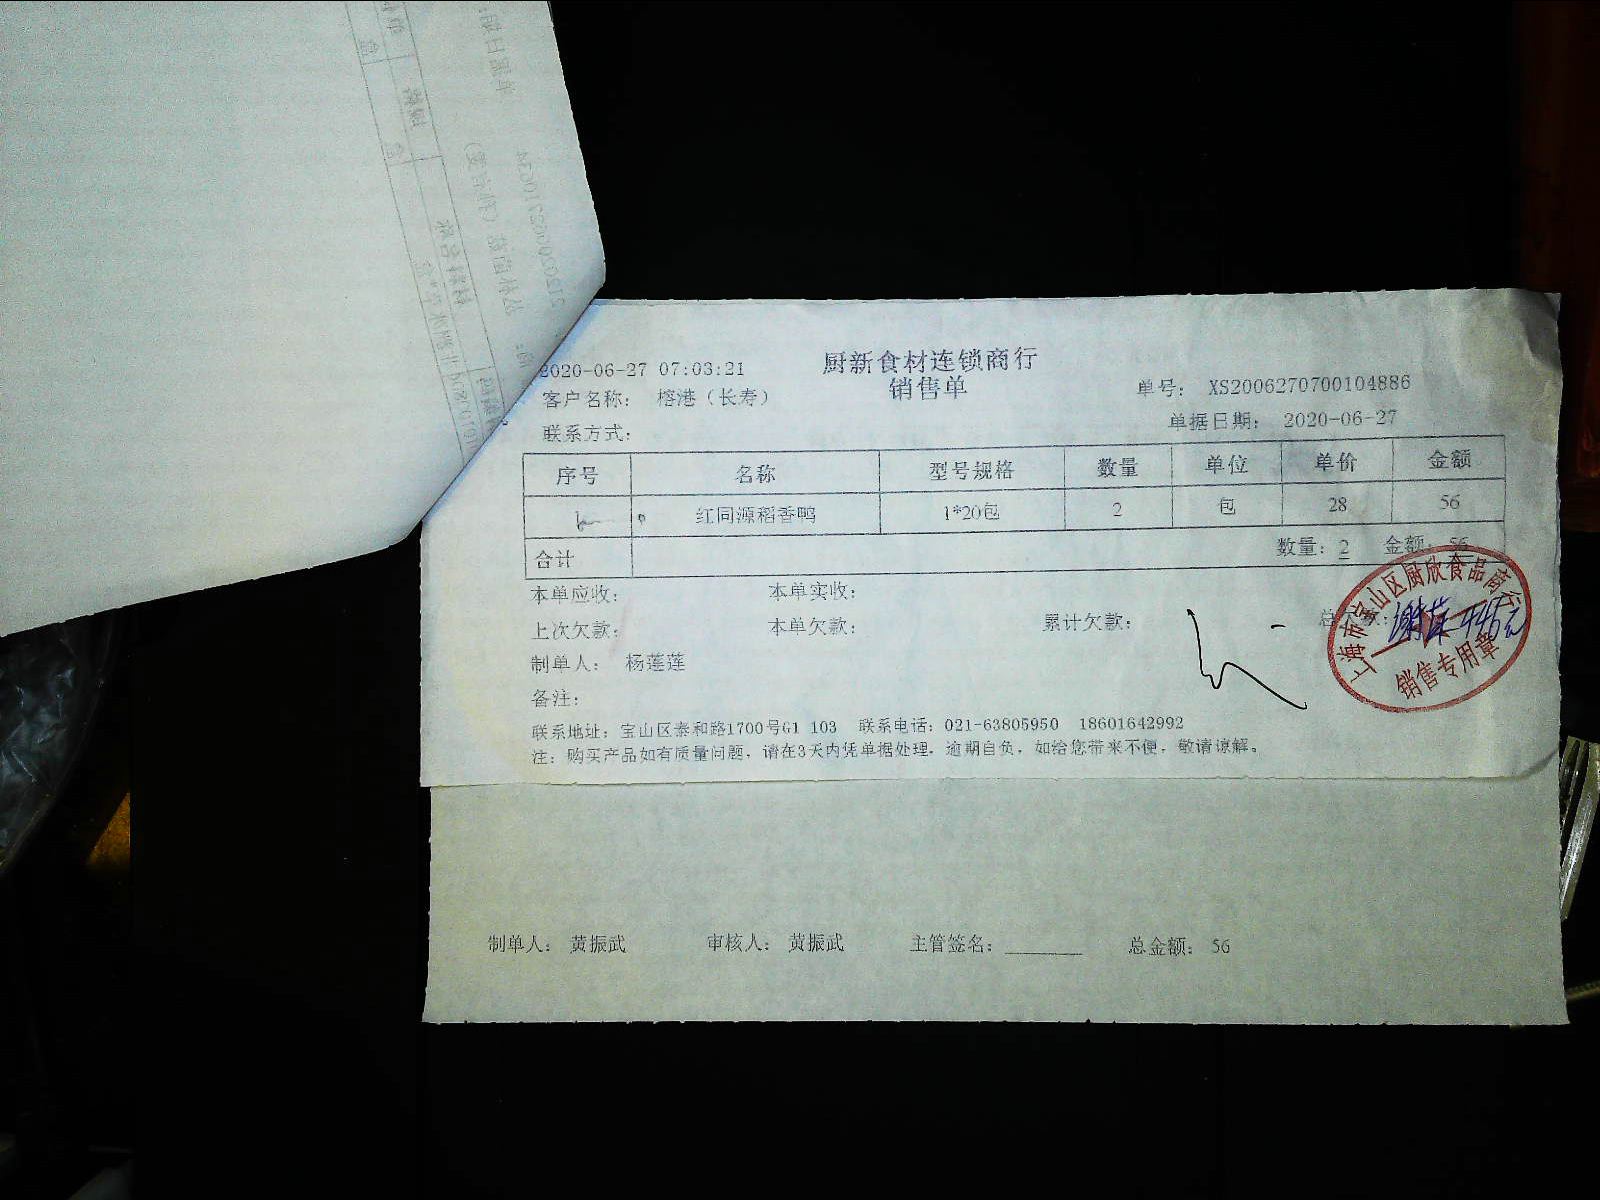 2020-06-27 07:03:21
厨新食材连锁商行
销售单
单号： XS2006270700104886
客户名称： 榕港（长寿）
单据日期： 2020-06-27
联系方式：
序号 名称 型号规格 数量 单位 单价 金额
红同源稻香鸭 1*20包 2 包 28 56
合计 数量：2 金额：56
本单应收： 本单实收：
上次欠款： 本单欠款： 累计欠款：
制单人： 杨莲莲
备注：
联系地址：宝山区泰和路1700号G1 103 联系电话：021-63805950 18601642992
注：购买产品如有质量问题，请在3天内凭单据处理，逾期自负，如给您带来不便，敬请谅解。
上海市宝山区厨欣食品商行
销售专用章
制单人： 黄振武 审核人： 黄振武 主管签名： 总金额： 56